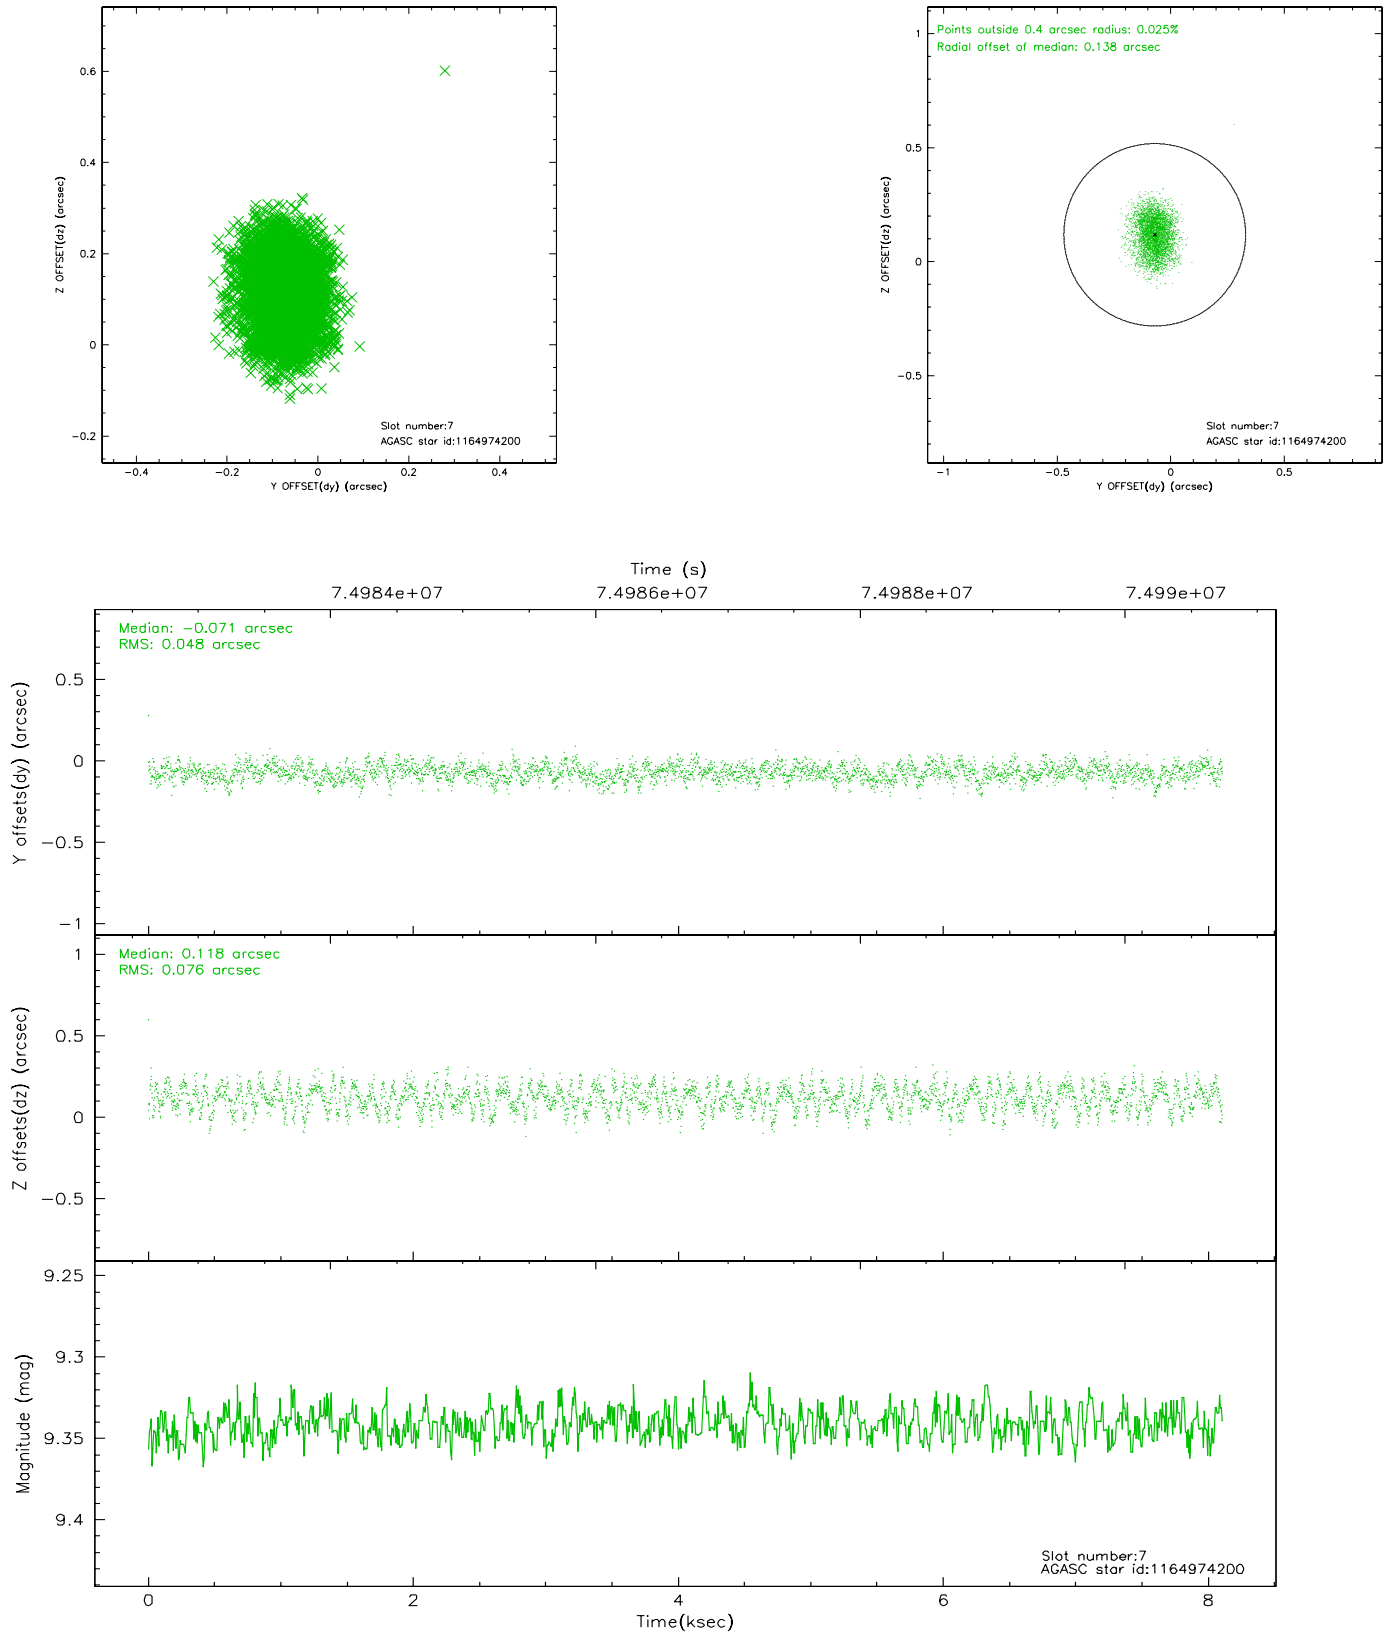 0.6
0.4
0.2
0
−0.2
Z OFFSET(dz) (arcsec)
Slot number:7
AGASC star id:1164974200
−0.4 −0.2 0 0.2 0.4
Y OFFSET(dy) (arcsec)
Points outside 0.4 arcsec radius: 0.025%
Radial offset of median: 0.138 arcsec
1
0.5
0
−0.5
Z OFFSET(dz) (arcsec)
Slot number:7
AGASC star id:1164974200
−1 −0.5 0 0.5
Y OFFSET(dy) (arcsec)
Time (s)
7.4984e+07 7.4986e+07 7.4988e+07 7.499e+07
Median: −0.071 arcsec
RMS: 0.048 arcsec
0.5
0
−0.5
−1
Y offsets(dy) (arcsec)
Median: 0.118 arcsec
RMS: 0.076 arcsec
1
0.5
0
−0.5
Z offsets(dz) (arcsec)
9.25
9.3
9.35
9.4
Magnitude (mag)
Slot number:7
AGASC star id:1164974200
0 2 4 6 8
Time(ksec)